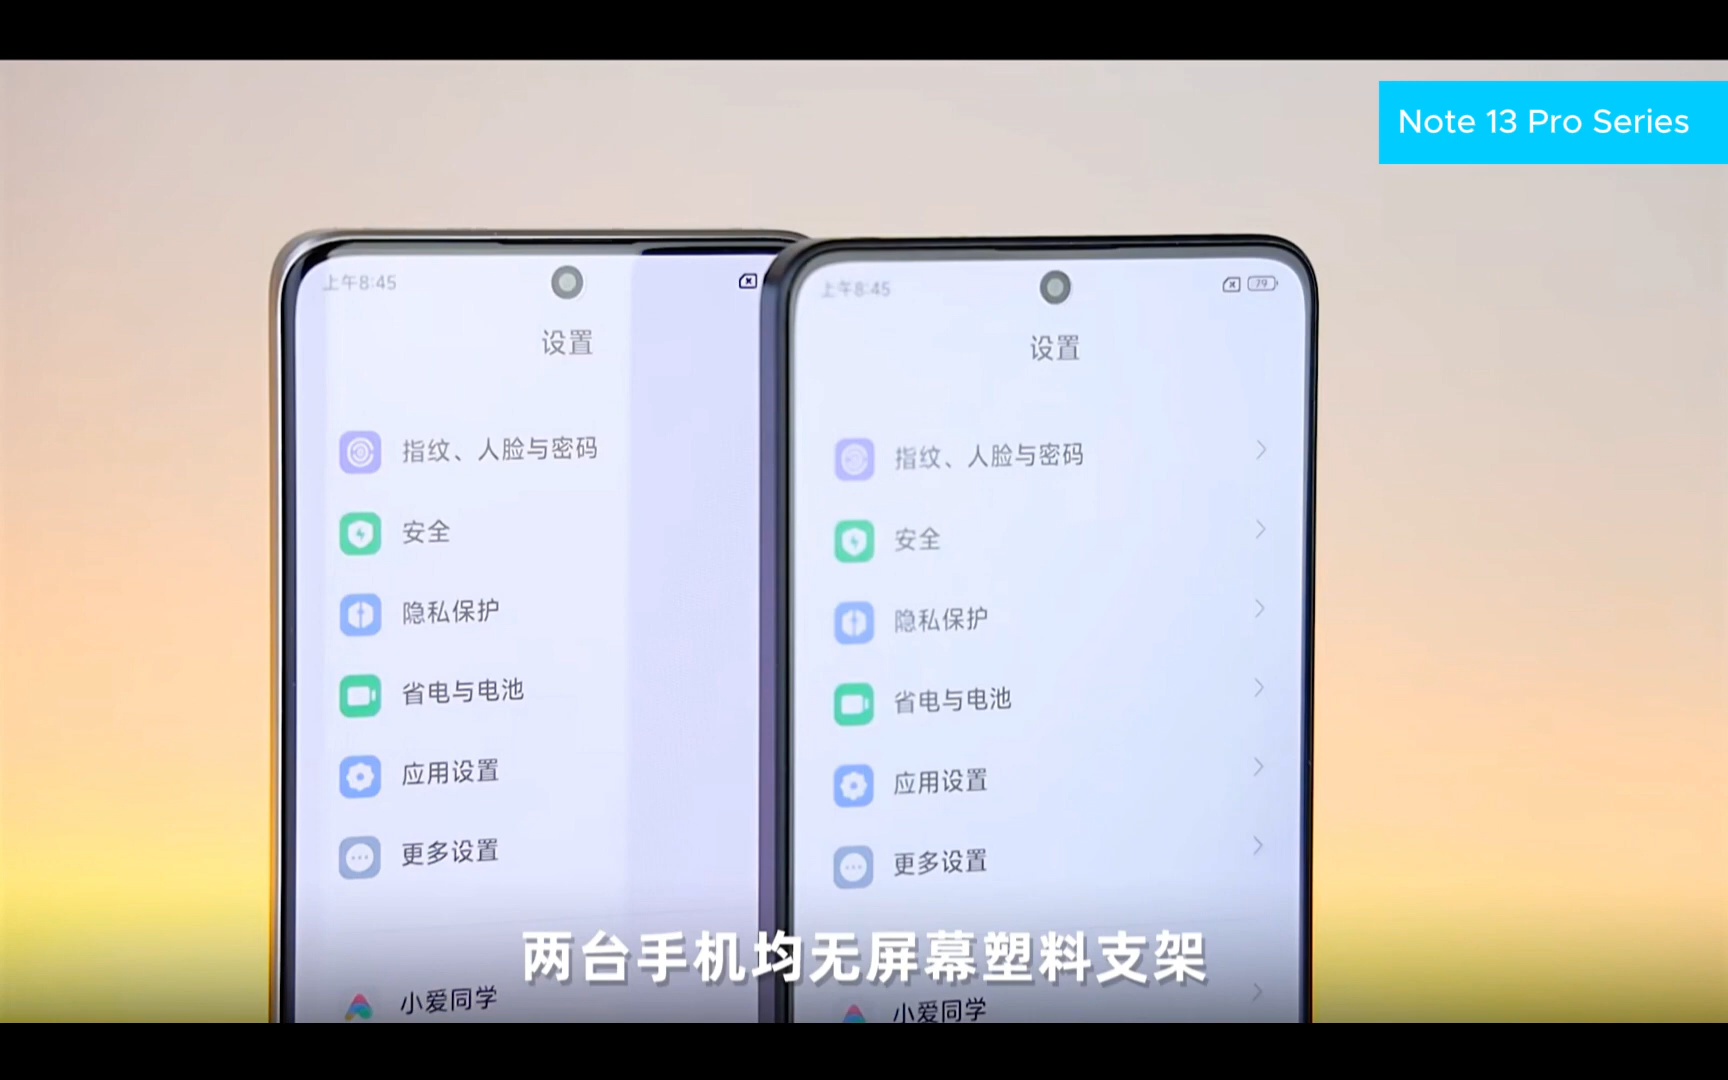 Note 13 Pro Series
上午8:45
设置
指纹、人脸与密码
安全
隐私保护
省电与电池
应用设置
更多设置
小爱同学
上午8:45
79
设置
指纹、人脸与密码
安全
隐私保护
省电与电池
应用设置
更多设置
小爱同学
两台手机均无屏幕塑料支架